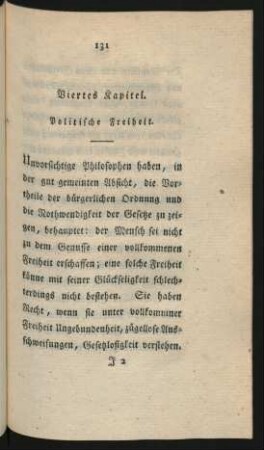 131
Viertes Kapitel.
Politische Freiheit.
Unvorsichtige Philosophen haben, in
der gut gemeinten Absicht, die Vor-
theile der bürgerlichen Ordnung und
die Nothwendigkeit der Gesetze zu zei-
gen, behauptet: der Mensch sei nicht
zu dem Genusse einer vollkommenen
Freiheit erschaffen; eine solche Freiheit
könne mit seiner Glückseligkeit schlech-
terdings nicht bestehen. Sie haben
Recht, wenn sie unter vollkommner
Freiheit Ungebundenheit, zügellose Aus-
schweifungen, Gesetzlosigkeit verstehen.
J 2